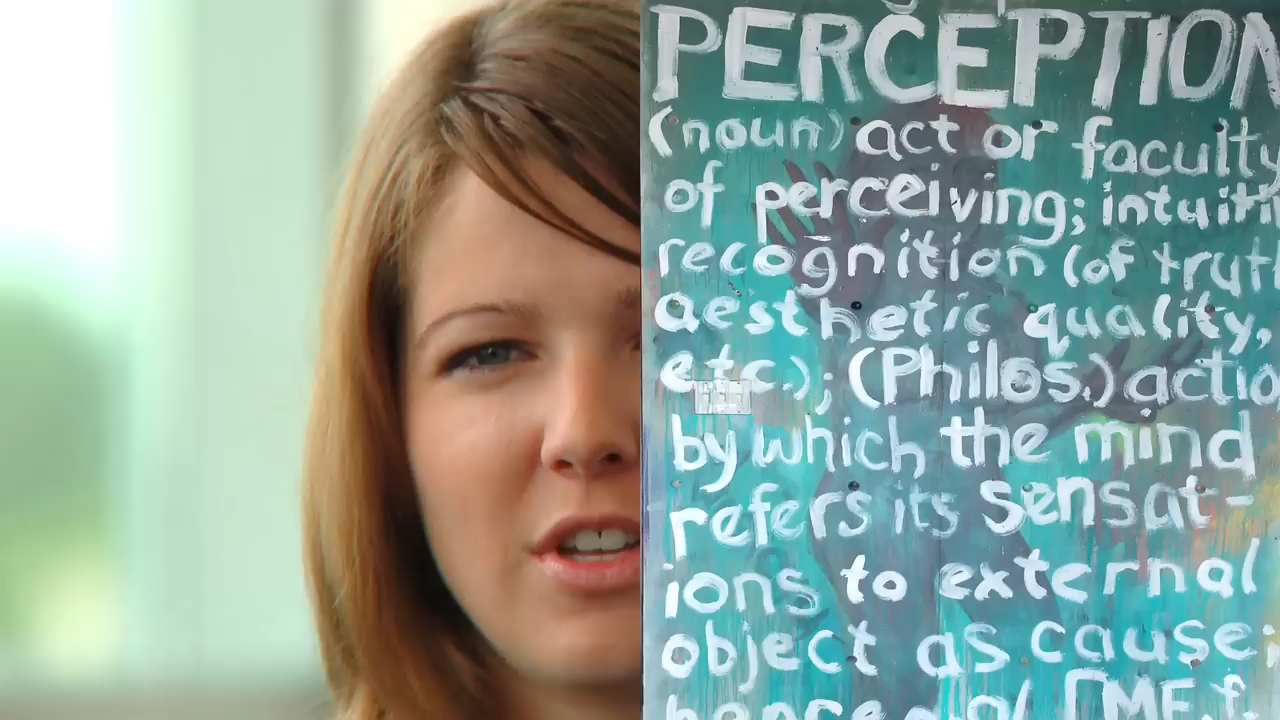 PERCEPTION
(noun) act or faculty
of perceiving; intuiti
recognition (of trut
aesthetic quality,
etc.); (Philos.) actio
by which the mind
refers its sensat-
ions to external
object as cause;